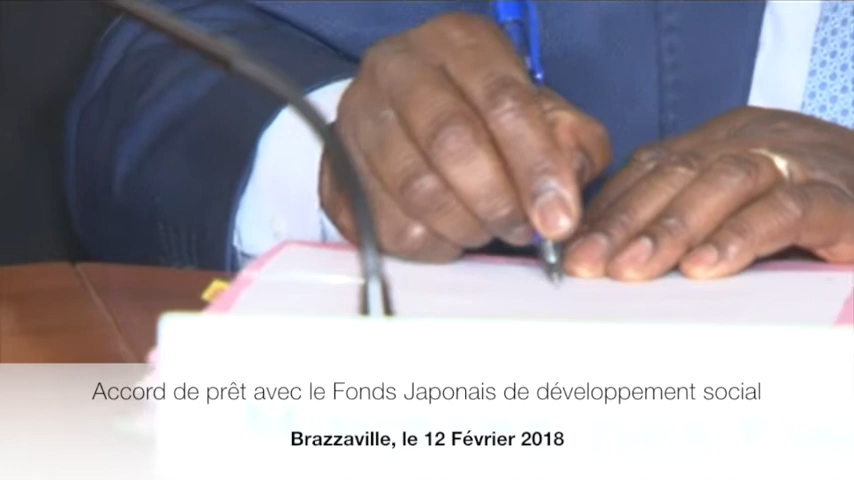 Accord de prêt avec le Fonds Japonais de développement social
Brazzaville, le 12 Février 2018